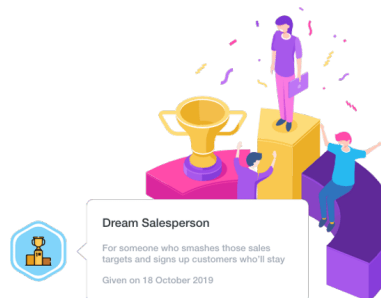 Dream Salesperson
For someone who smashes those sales
targets and signs up customers who'll stay
Given on 18 October 2019